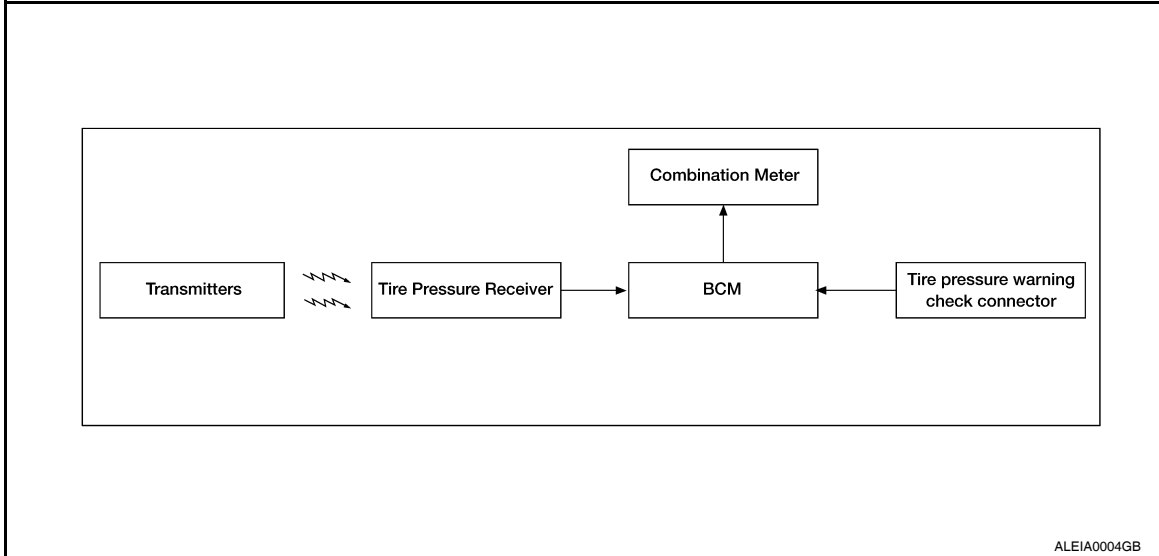 Combination Meter
Transmitters
Tire Pressure Receiver
BCM
Tire pressure warning
check connector
ALEIA0004GB